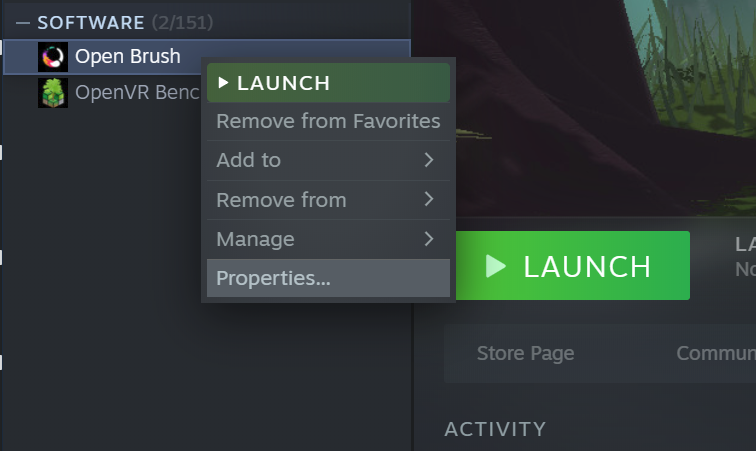 SOFTWARE (2/151)
Open Brush
OpenVR Benc
LAUNCH
Remove from Favorites
Add to
Remove from
Manage
Properties...
LAUNCH
LA
No
Store Page
Commun
ACTIVITY